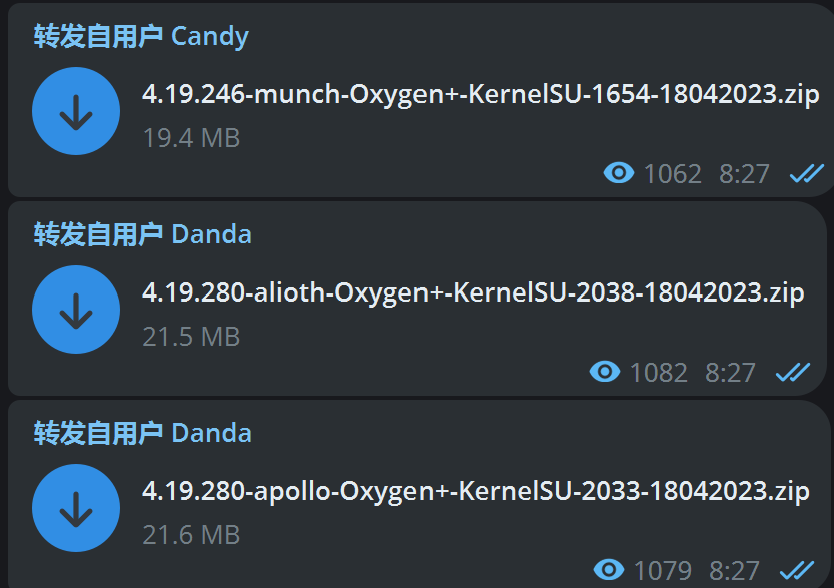 转发自用户 Candy
4.19.246-munch-Oxygen+-KernelSU-1654-18042023.zip
19.4 MB
1062 8:27
转发自用户 Danda
4.19.280-alioth-Oxygen+-KernelSU-2038-18042023.zip
21.5 MB
1082 8:27
转发自用户 Danda
4.19.280-apollo-Oxygen+-KernelSU-2033-18042023.zip
21.6 MB
1079 8:27